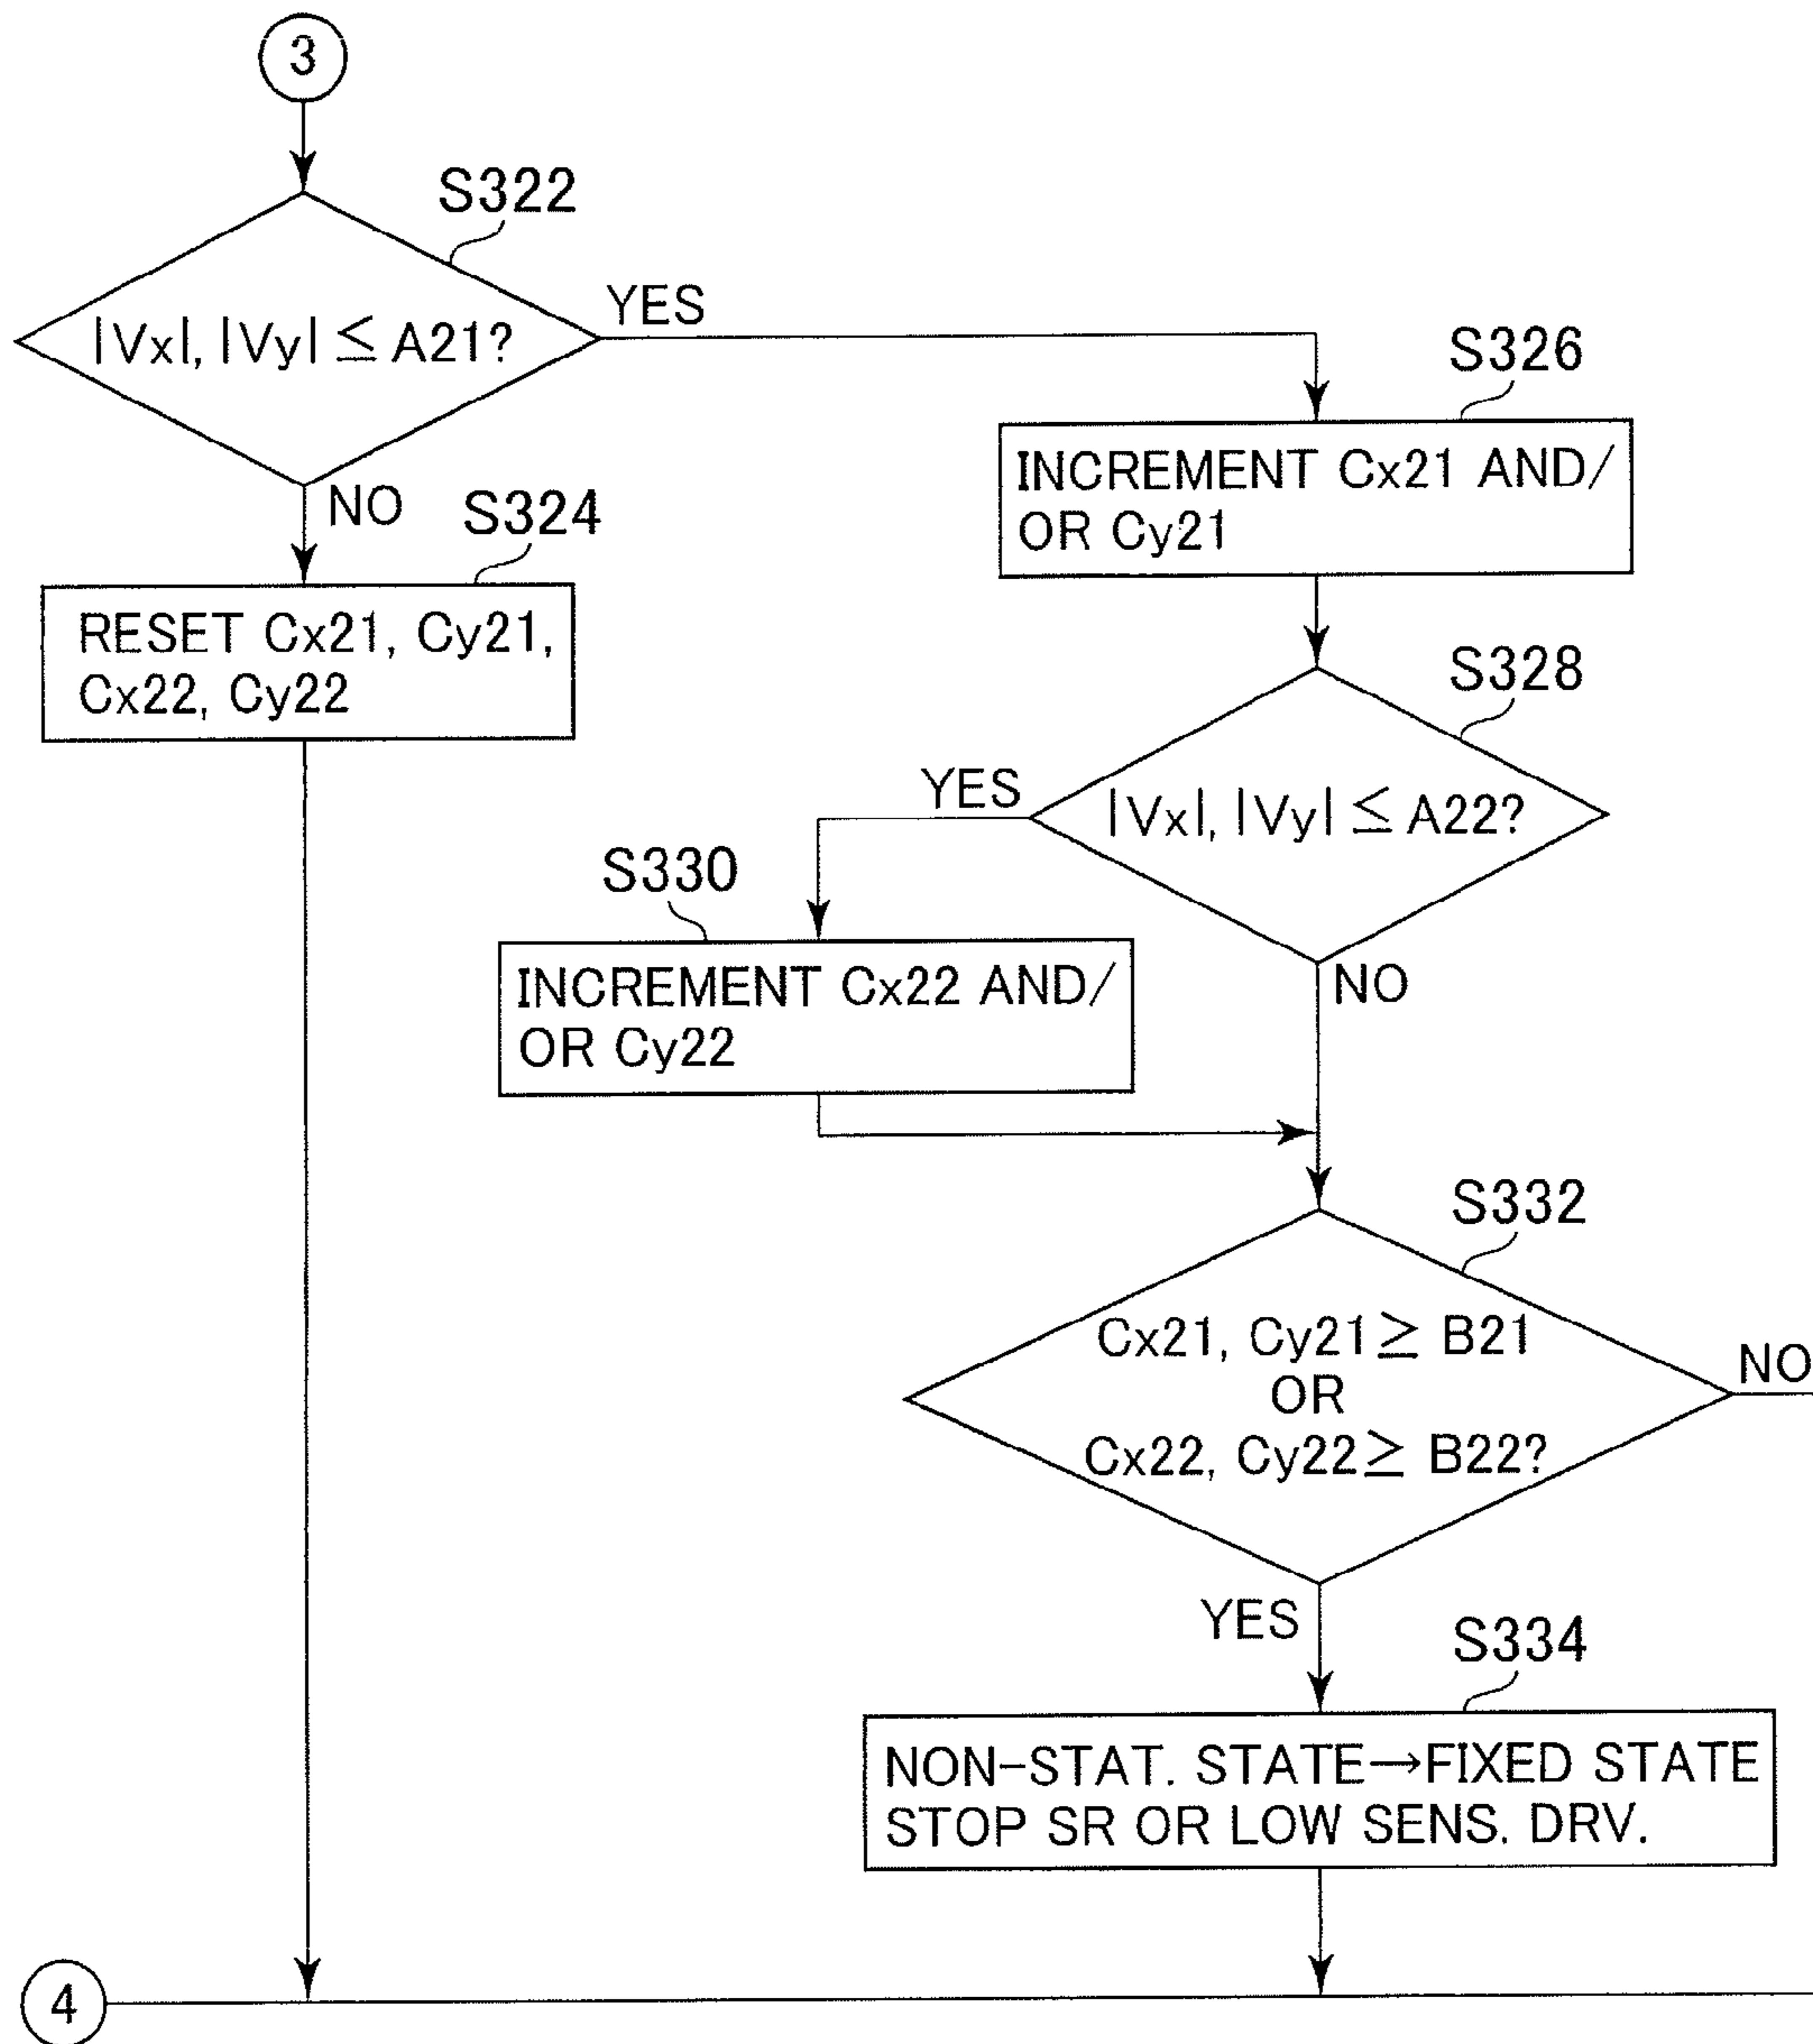 3
S322
|Vx|, |Vy| ≦ A21?
YES
NO
S324
RESET Cx21, Cy21,
Cx22, Cy22
S326
INCREMENT Cx21 AND/
OR Cy21
S328
|Vx|, |Vy| ≦ A22?
YES
NO
S330
INCREMENT Cx22 AND/
OR Cy22
S332
Cx21, Cy21 ≧ B21
OR
Cx22, Cy22 ≧ B22?
NO
YES
S334
NON-STAT. STATE→FIXED STATE
STOP SR OR LOW SENS. DRV.
4